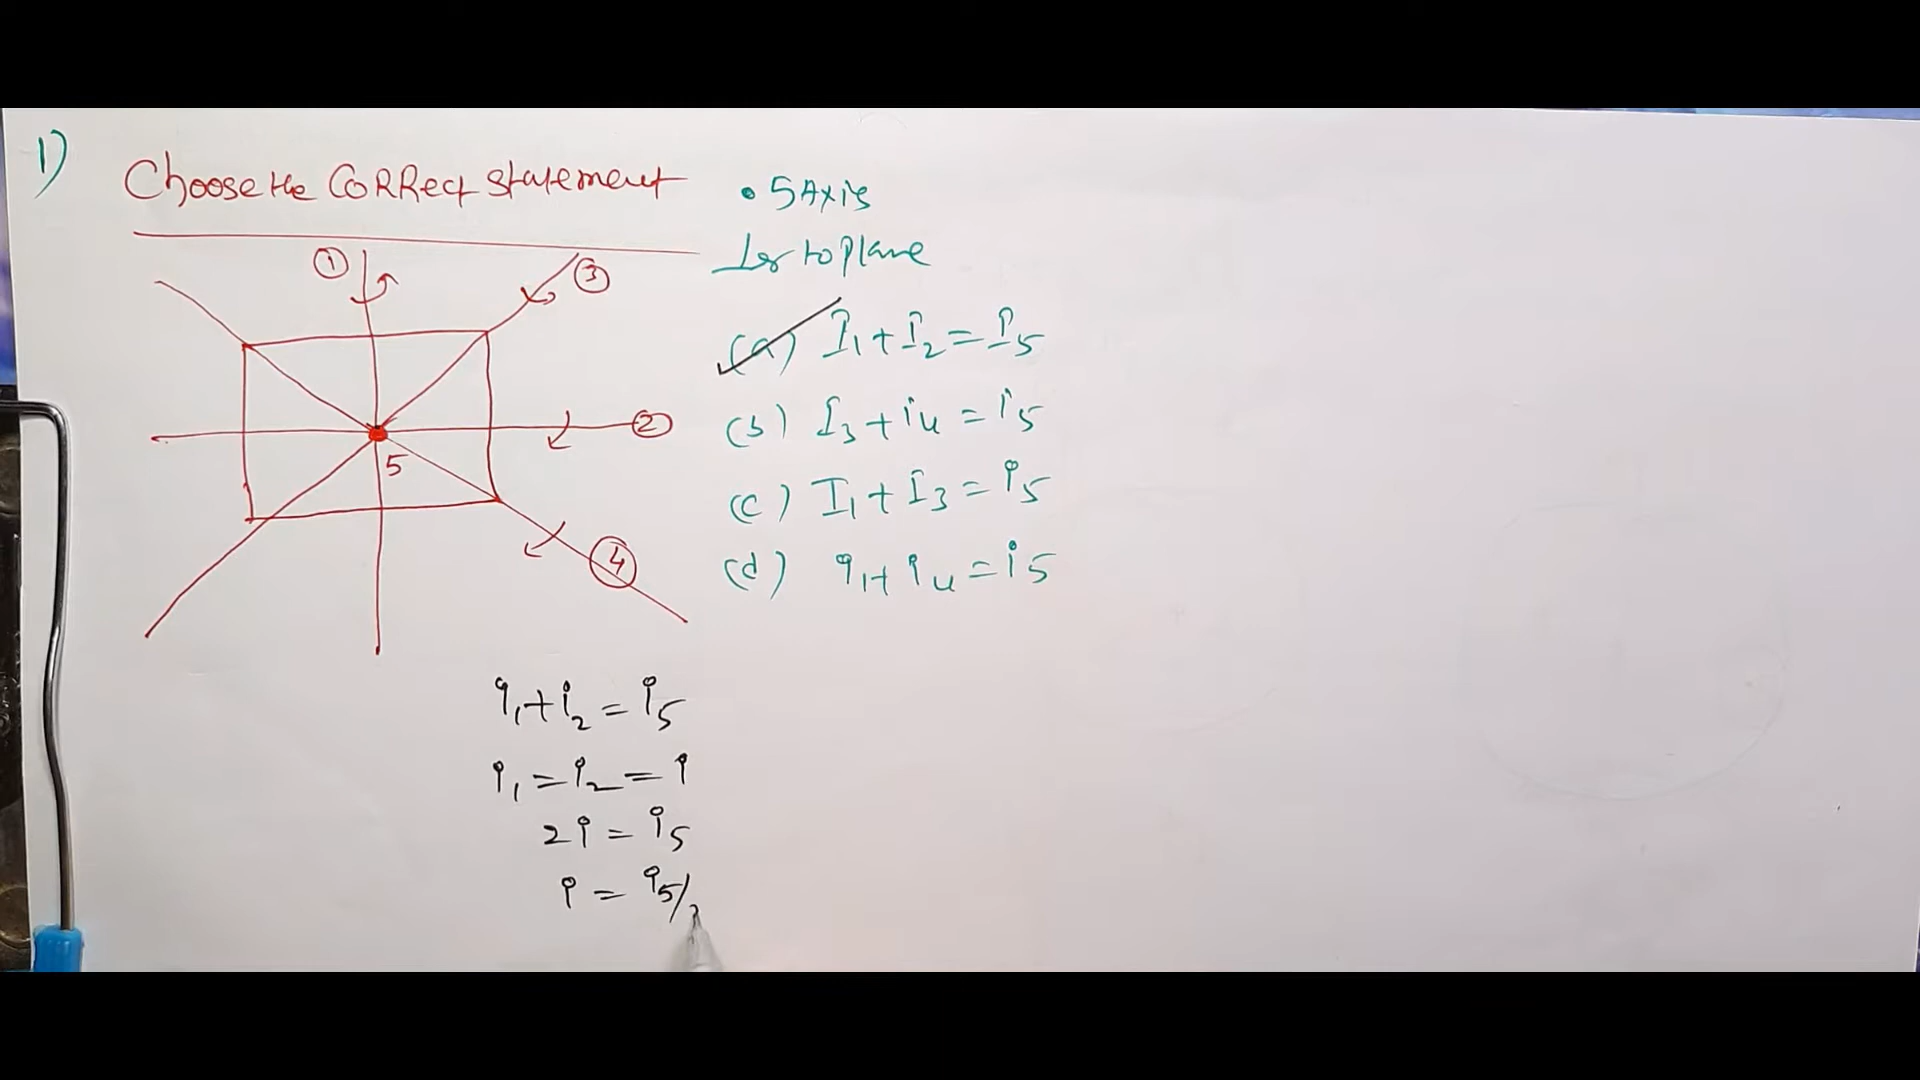 1)
Choose the CoRRect statement
① ③
②
5
④
• 5 Axis
⊥er to Plane
(a) I₁ + I₂ = I₅
(b) I₃ + i₄ = i₅
(c) I₁ + I₃ = i₅
(d) i₁ + i₄ = i₅
i₁ + i₂ = i₅
i₁ = i₂ = i
2i = i₅
i = i₅/2